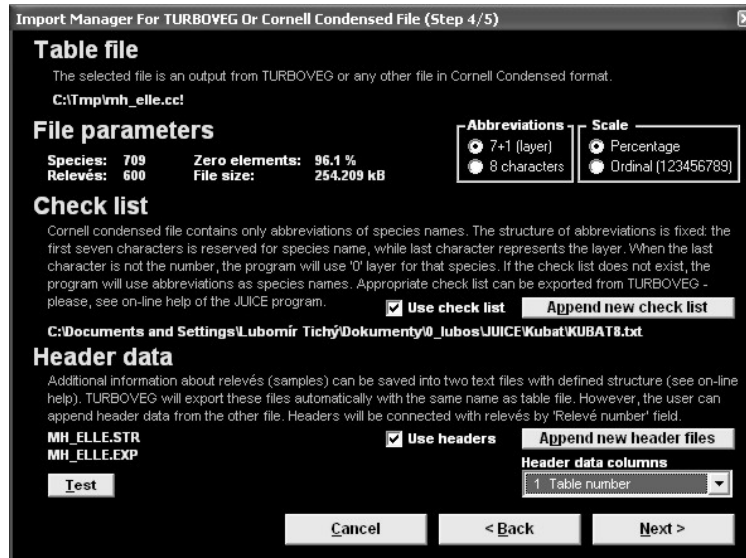 Import Manager For TURBOVEG Or Cornell Condensed File (Step 4/5)
Table file
The selected file is an output from TURBOVEG or any other file in Cornell Condensed format.
C:\Tmp\mh_elle.cc!
File parameters
Species: 709 Zero elements: 96.1 %
Relevés: 600 File size: 254.209 kB
Abbreviations
7+1 (layer)
8 characters
Scale
Percentage
Ordinal (123456789)
Check list
Cornell condensed file contains only abbreviations of species names. The structure of abbreviations is fixed: the
first seven characters is reserved for species name, while last character represents the layer. When the last
character is not the number, the program will use '0' layer for that species. If the check list does not exist, the
program will use abbreviations as species names. Appropriate check list can be exported from TURBOVEG -
please, see on-line help of the JUICE program.
Use check list
Append new check list
C:\Documents and Settings\Lubomír Tichý\Dokumenty\0_lubos\JUICE\Kubat\KUBAT8.txt
Header data
Additional information about relevés (samples) can be saved into two text files with defined structure (see on-line
help). TURBOVEG will export these files automatically with the same name as table file. However, the user can
append header data from the other file. Headers will be connected with relevés by 'Relevé number' field.
MH_ELLE.STR
MH_ELLE.EXP
Use headers
Append new header files
Header data columns
1 Table number
Test
Cancel
< Back
Next >